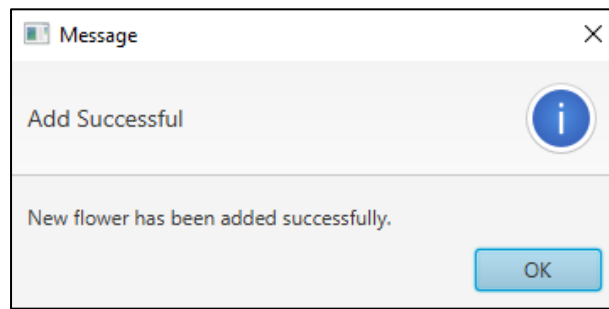 Message
Add Successful
i
New flower has been added successfully.
OK